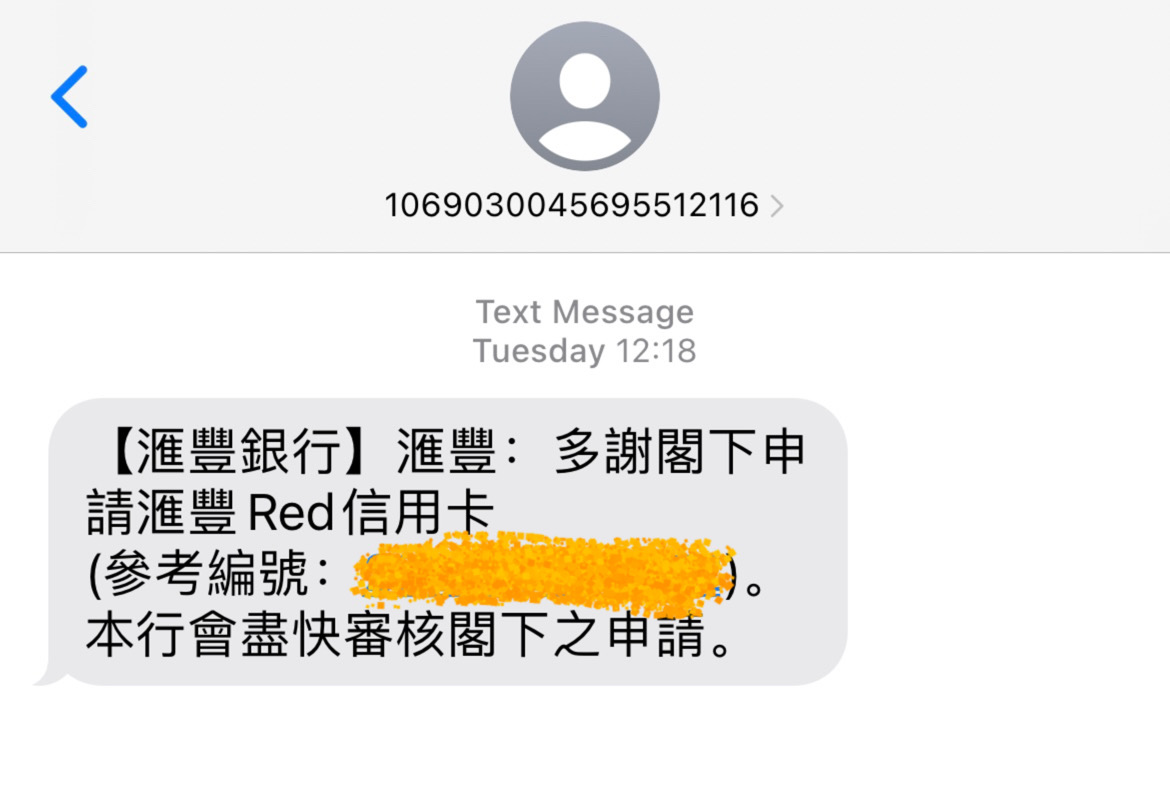 1069030045695512116
Text Message
Tuesday 12:18
【滙豐銀行】滙豐：多謝閣下申
請滙豐Red信用卡
(參考編號：)。
本行會盡快審核閣下之申請。